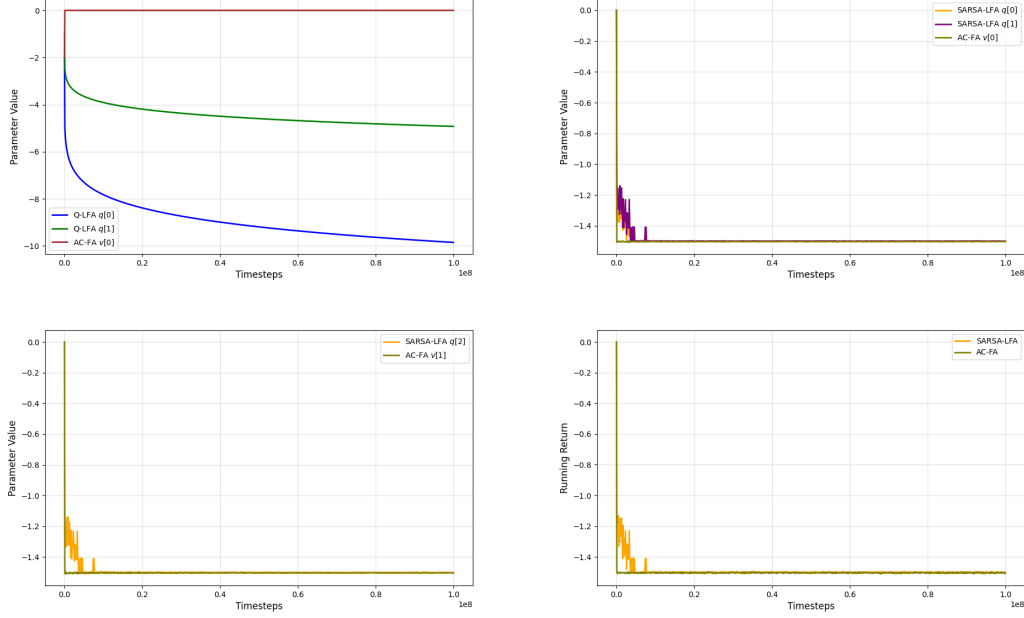 0
−2
−4
−6
−8
−10
Parameter Value
Q-LFA q[0]
Q-LFA q[1]
AC-FA v[0]
0.0 0.2 0.4 0.6 0.8 1.0
1e8
Timesteps
0.0
−0.2
−0.4
−0.6
−0.8
−1.0
−1.2
−1.4
Parameter Value
SARSA-LFA q[0]
SARSA-LFA q[1]
AC-FA v[0]
0.0 0.2 0.4 0.6 0.8 1.0
1e8
Timesteps
0.0
−0.2
−0.4
−0.6
−0.8
−1.0
−1.2
−1.4
Parameter Value
SARSA-LFA q[2]
AC-FA v[1]
0.0 0.2 0.4 0.6 0.8 1.0
1e8
Timesteps
0.0
−0.2
−0.4
−0.6
−0.8
−1.0
−1.2
−1.4
Running Return
SARSA-LFA
AC-FA
0.0 0.2 0.4 0.6 0.8 1.0
1e8
Timesteps